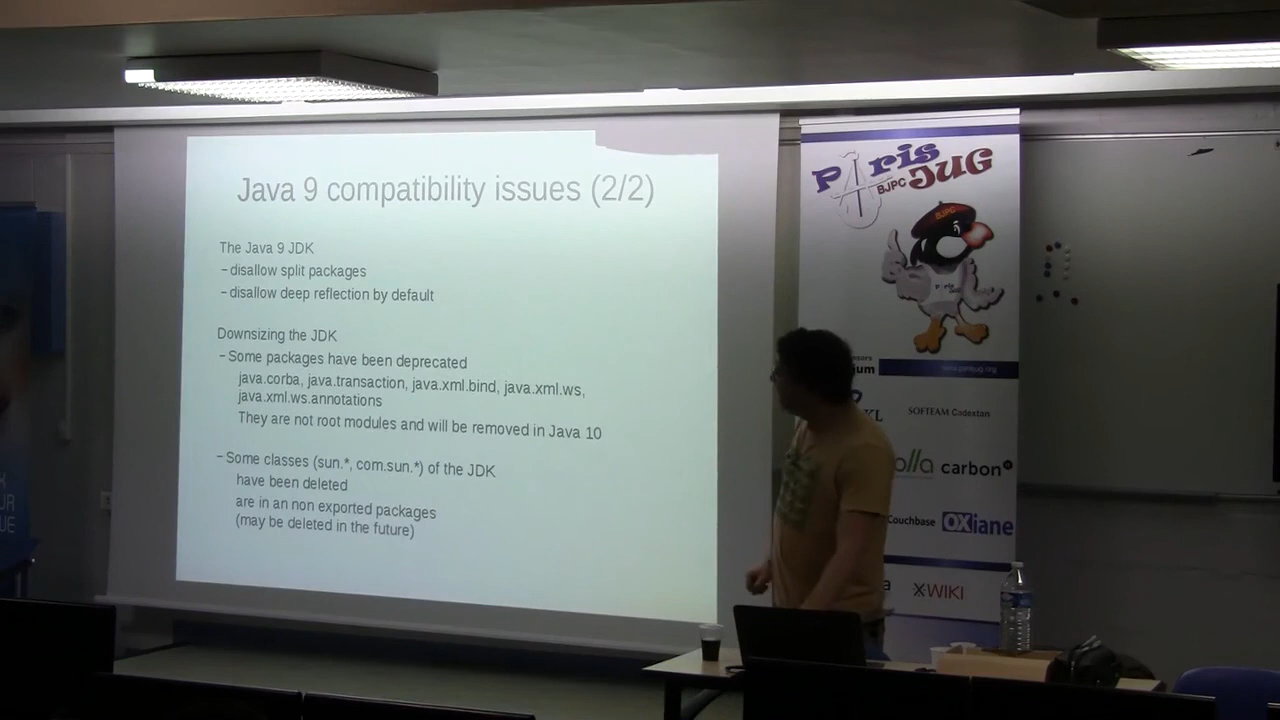 Java 9 compatibility issues (2/2)
The Java 9 JDK
– disallow split packages
– disallow deep reflection by default
Downsizing the JDK
– Some packages have been deprecated
java.corba, java.transaction, java.xml.bind, java.xml.ws,
java.xml.ws.annotations
They are not root modules and will be removed in Java 10
– Some classes (sun.*, com.sun.*) of the JDK
have been deleted
are in an non exported packages
(may be deleted in the future)
Paris
BJPC JUG
BJPC
Paris
SOFTEAM Cadextan
carbon
Couchbase OXiane
XWIKI